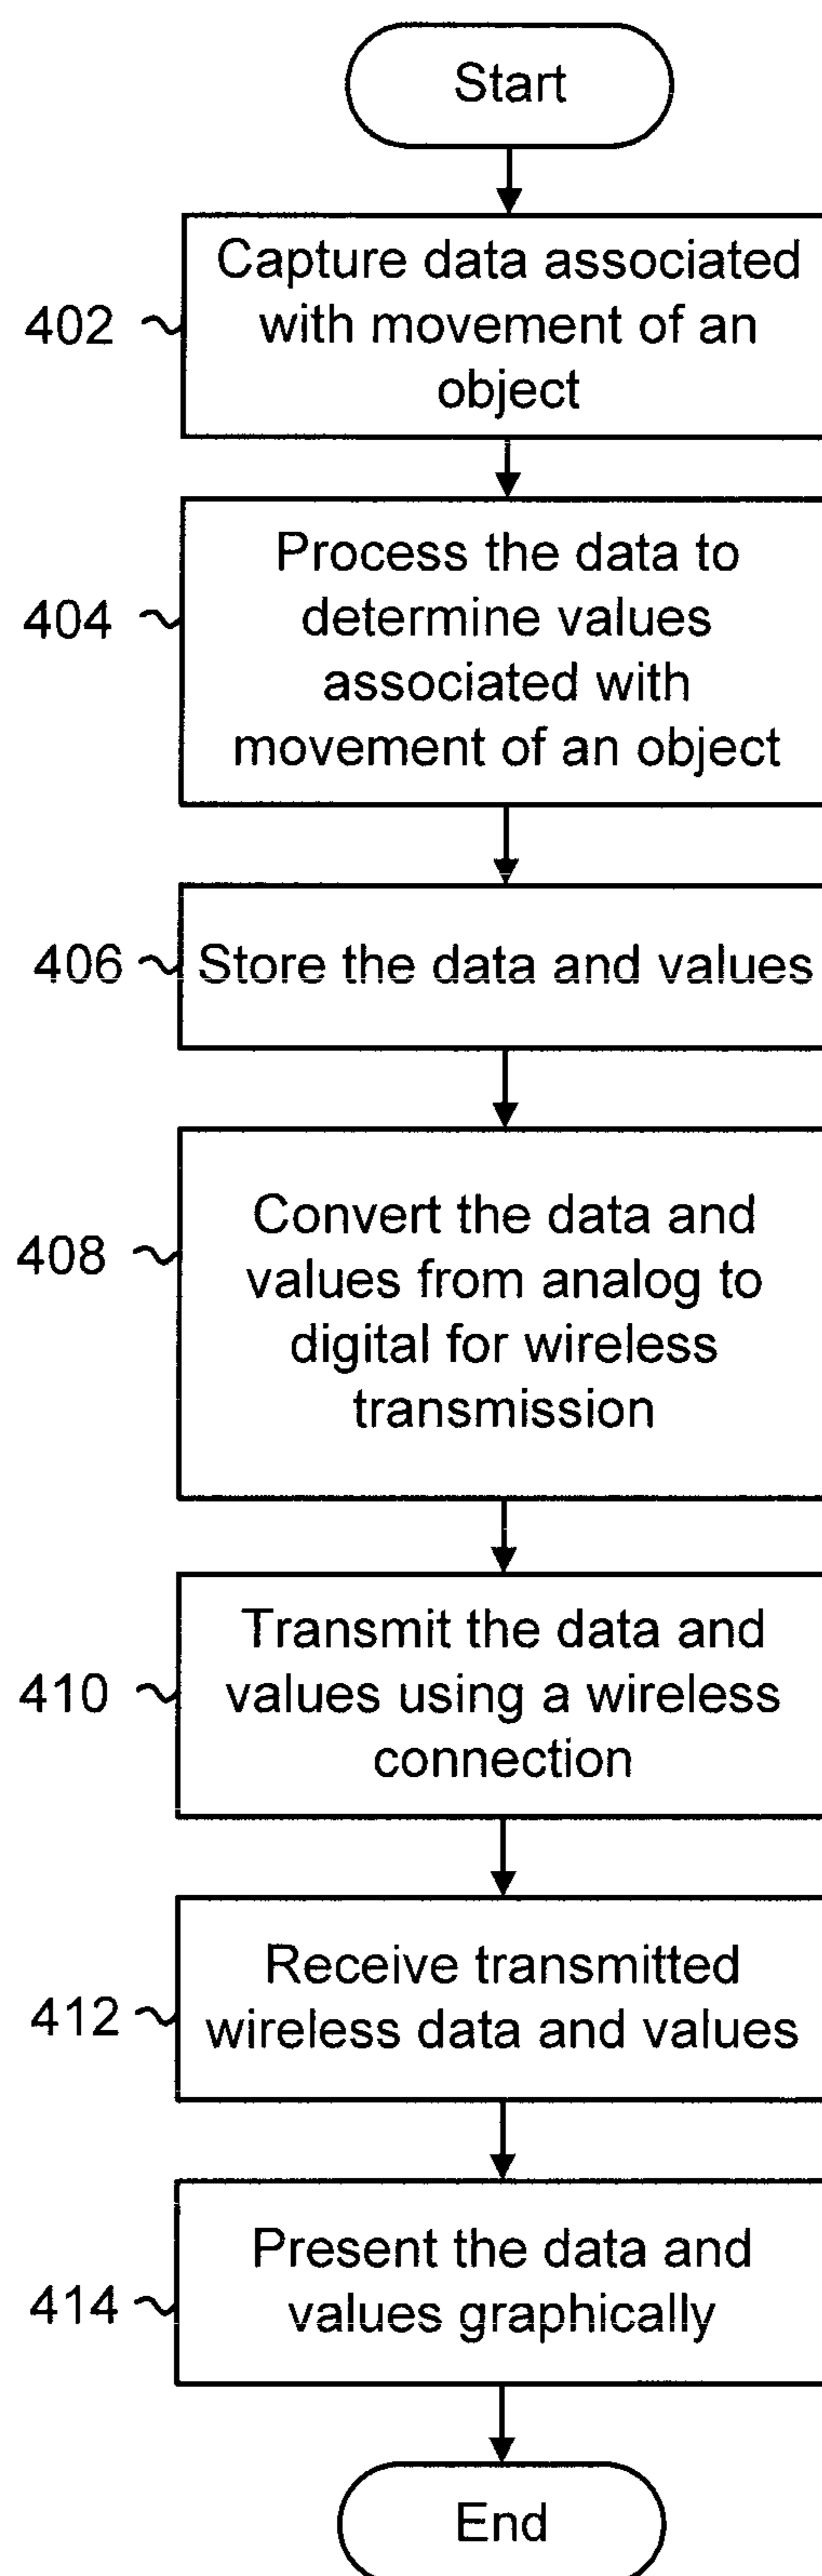 Start
Capture data associated
with movement of an
object
402
Process the data to
determine values
associated with
movement of an object
404
406
Store the data and values
Convert the data and
values from analog to
digital for wireless
transmission
408
Transmit the data and
values using a wireless
connection
410
Receive transmitted
wireless data and values
412
Present the data and
values graphically
414
End